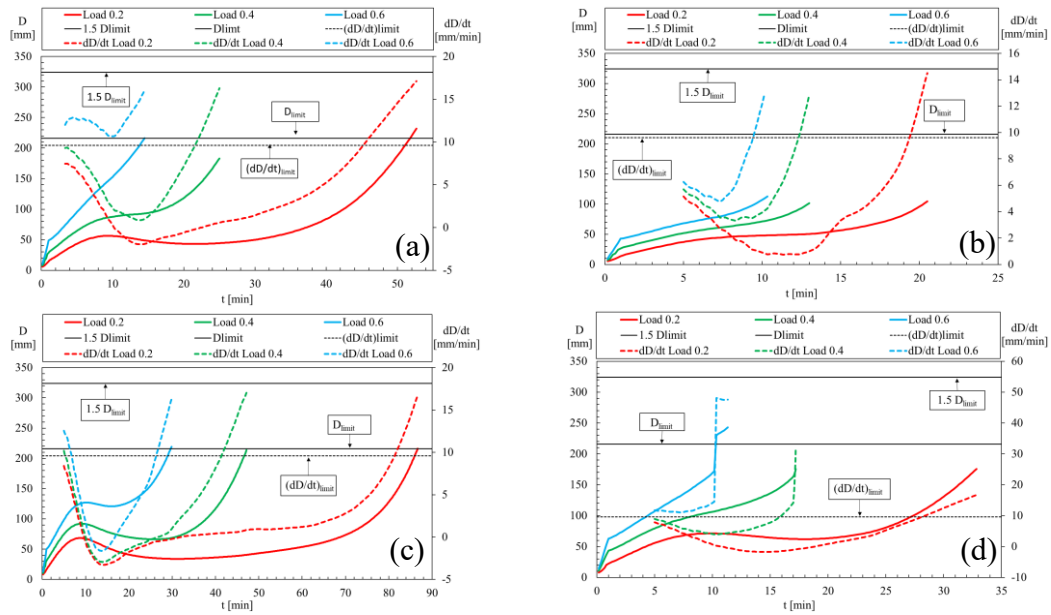 D
[mm]
Load 0.2 Load 0.4 Load 0.6
1.5 Dlimit Dlimt (dD/dt)limit
dD/dt Load 0.2 dD/dt Load 0.4 dD/dt Load 0.6
dD/dt
[mm/min]
350
300
250
200
150
100
50
0
20
15
10
5
0
-5
1.5 Dlimit
Dlimit
(dD/dt)limit
(a)
0 10 20 30 40 50
t [min]
D
[mm]
Load 0.2 Load 0.4 Load 0.6
1.5 Dlimit Dlimit (dD/dt)limit
dD/dt Load 0.2 dD/dt Load 0.4 dD/dt Load 0.6
dD/dt
[mm/min]
350
300
250
200
150
100
50
0
16
14
12
10
8
6
4
2
0
1.5 Dlimit
Dlimit
(dD/dt)limit
(b)
0 5 10 15 20 25
t [min]
D
[mm]
Load 0.2 Load 0.4 Load 0.6
1.5 Dlimit Dlimit (dD/dt)limit
dD/dt Load 0.2 dD/dt Load 0.4 dD/dt Load 0.6
dD/dt
[mm/min]
350
300
250
200
150
100
50
0
20
15
10
5
0
-5
1.5 Dlimit
Dlimit
(dD/dt)limit
(c)
0 10 20 30 40 50 60 70 80 90
t [min]
D
[mm]
Load 0.2 Load 0.4 Load 0.6
1.5 Dlimit Dlimit (dD/dt)limit
dD/dt Load 0.2 dD/dt Load 0.4 dD/dt Load 0.6
dD/dt
[mm/min]
350
300
250
200
150
100
50
0
60
50
40
30
20
10
0
-10
1.5 Dlimit
Dlimit
(dD/dt)limit
(d)
0 5 10 15 20 25 30 35
t [min]